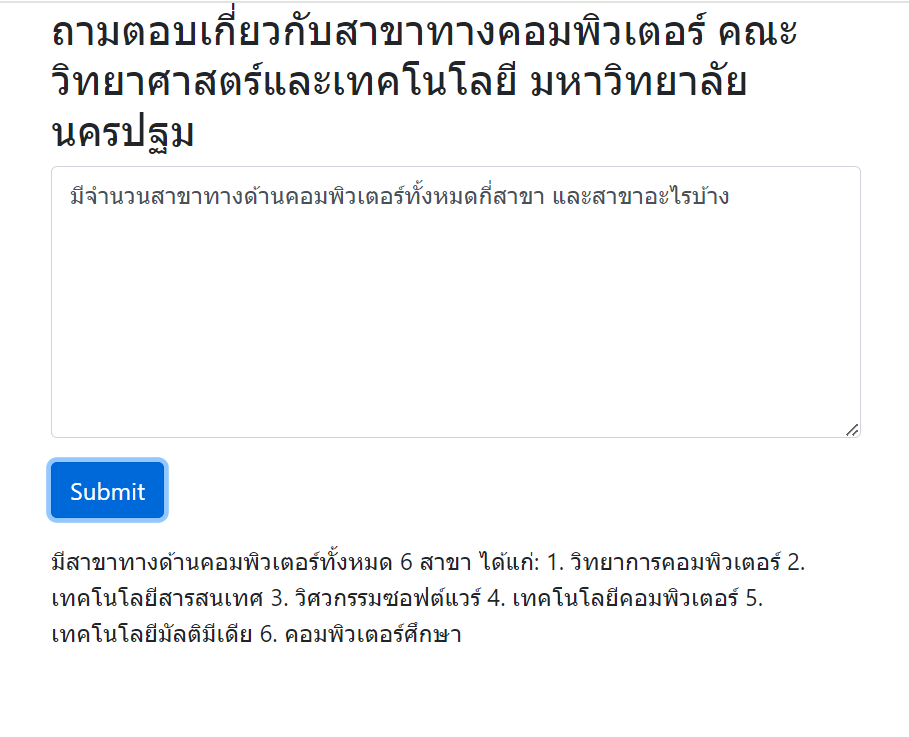 ถามตอบเกี่ยวกับสาขาทางคอมพิวเตอร์ คณะ
วิทยาศาสตร์และเทคโนโลยี มหาวิทยาลัย
นครปฐม
มีจำนวนสาขาทางด้านคอมพิวเตอร์ทั้งหมดกี่สาขา และสาขาอะไรบ้าง
Submit
มีสาขาทางด้านคอมพิวเตอร์ทั้งหมด 6 สาขา ได้แก่: 1. วิทยาการคอมพิวเตอร์ 2.
เทคโนโลยีสารสนเทศ 3. วิศวกรรมซอฟต์แวร์ 4. เทคโนโลยีคอมพิวเตอร์ 5.
เทคโนโลยีมัลติมีเดีย 6. คอมพิวเตอร์ศึกษา